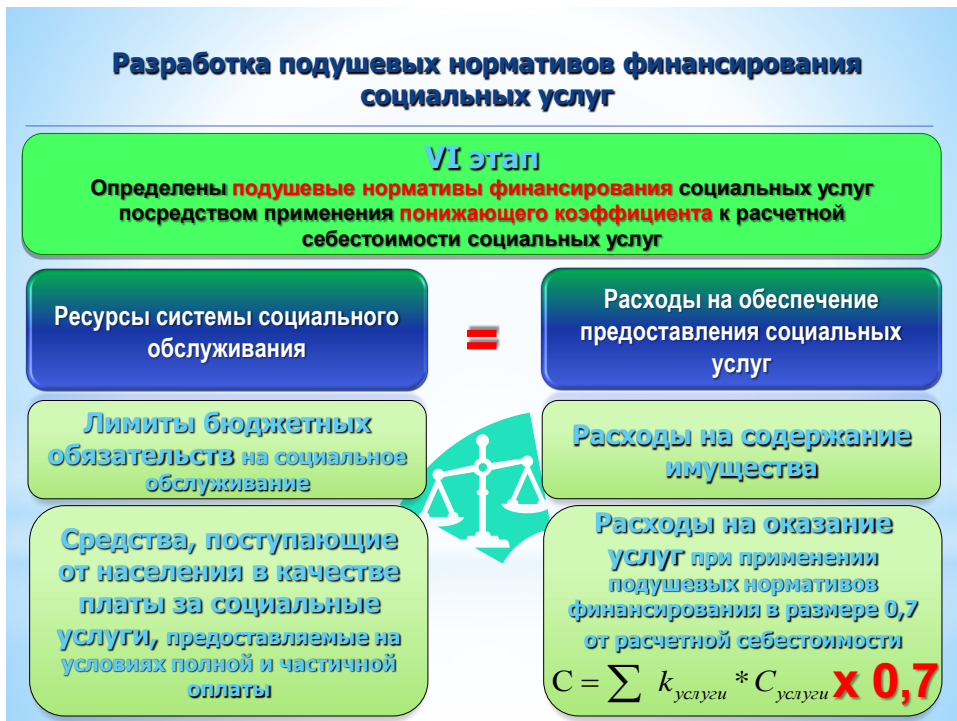 Разработка подушевых нормативов финансирования
социальных услуг
VI этап
Определены подушевые нормативы финансирования социальных услуг
посредством применения понижающего коэффициента к расчетной
себестоимости социальных услуг
Ресурсы системы социального
обслуживания
=
Расходы на обеспечение
предоставления социальных
услуг
Лимиты бюджетных
обязательств на социальное
обслуживание
Расходы на содержание
имущества
Средства, поступающие
от населения в качестве
платы за социальные
услуги, предоставляемые на
условиях полной и частичной
оплаты
Расходы на оказание
услуг при применении
подушевых нормативов
финансирования в размере 0,7
от расчетной себестоимости
С = ∑ k услуги * C услуги х 0,7